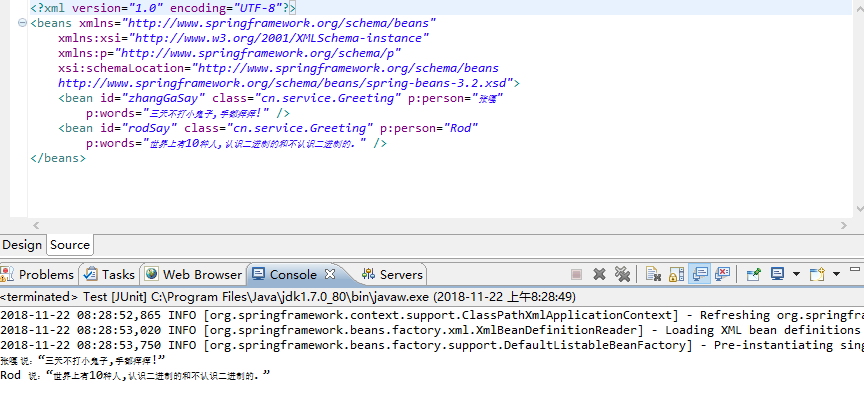 <?xml version="1.0" encoding="UTF-8"?>
<beans xmlns="http://www.springframework.org/schema/beans"
xmlns:xsi="http://www.w3.org/2001/XMLSchema-instance"
xmlns:p="http://www.springframework.org/schema/p"
xsi:schemaLocation="http://www.springframework.org/schema/beans
http://www.springframework.org/schema/beans/spring-beans-3.2.xsd">
<bean id="zhangGaSay" class="cn.service.Greeting" p:person="张嘎"
p:words="三天不打小鬼子,手都痒痒!" />
<bean id="rodSay" class="cn.service.Greeting" p:person="Rod"
p:words="世界上有10种人,认识二进制的和不认识二进制的." />
</beans>
Design Source
Problems Tasks Web Browser Console Servers
<terminated> Test [JUnit] C:\Program Files\Java\jdk1.7.0_80\bin\javaw.exe (2018-11-22 上午8:28:49)
2018-11-22 08:28:52,865 INFO [org.springframework.context.support.ClassPathXmlApplicationContext] - Refreshing org.springfra
2018-11-22 08:28:53,020 INFO [org.springframework.beans.factory.xml.XmlBeanDefinitionReader] - Loading XML bean definitions
2018-11-22 08:28:53,750 INFO [org.springframework.beans.factory.support.DefaultListableBeanFactory] - Pre-instantiating sing
张嘎 说:“三天不打小鬼子,手都痒痒!”
Rod 说:“世界上有10种人,认识二进制的和不认识二进制的.”